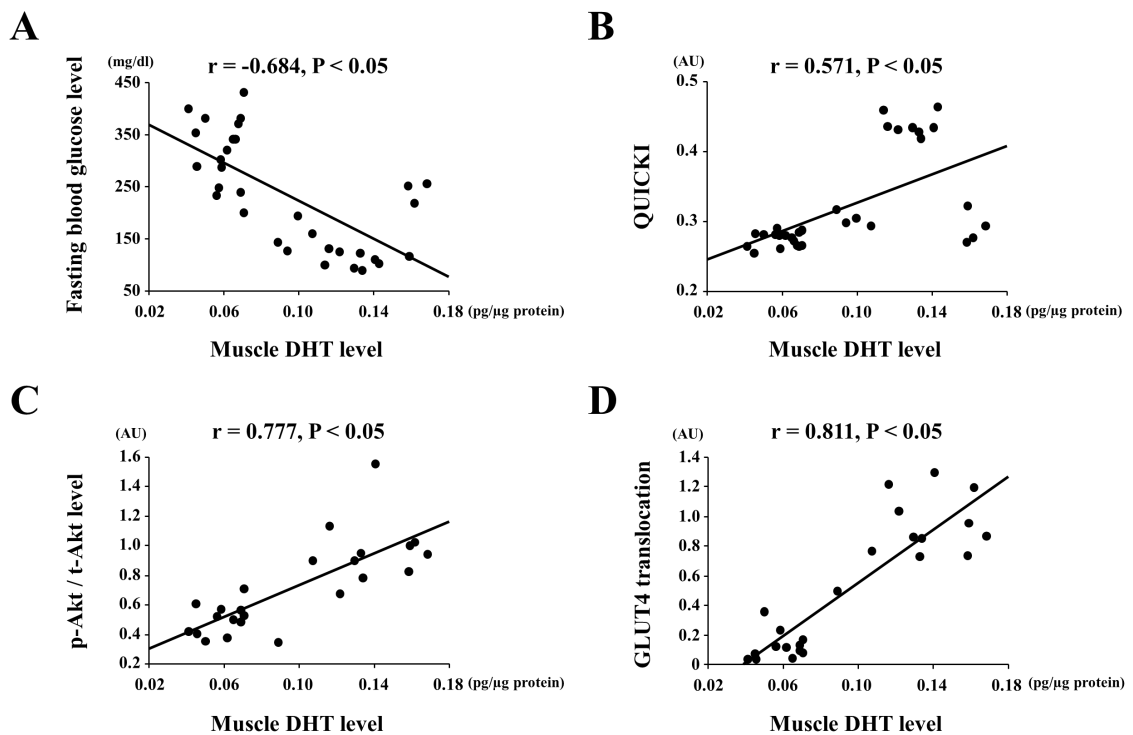 A
Fasting blood glucose level
(mg/dl)
r = -0.684, P < 0.05
450
350
250
150
50
0.02
0.06
0.10
0.14
0.18
(pg/µg protein)
Muscle DHT level
B
QUICKI
(AU)
r = 0.571, P < 0.05
0.5
0.4
0.3
0.2
0.02
0.06
0.10
0.14
0.18
(pg/µg protein)
Muscle DHT level
C
p-Akt / t-Akt level
(AU)
r = 0.777, P < 0.05
1.6
1.4
1.2
1.0
0.8
0.6
0.4
0.2
0.02
0.06
0.10
0.14
0.18
(pg/µg protein)
Muscle DHT level
D
GLUT4 translocation
(AU)
r = 0.811, P < 0.05
1.4
1.2
1.0
0.8
0.6
0.4
0.2
0
0.02
0.06
0.10
0.14
0.18
(pg/µg protein)
Muscle DHT level